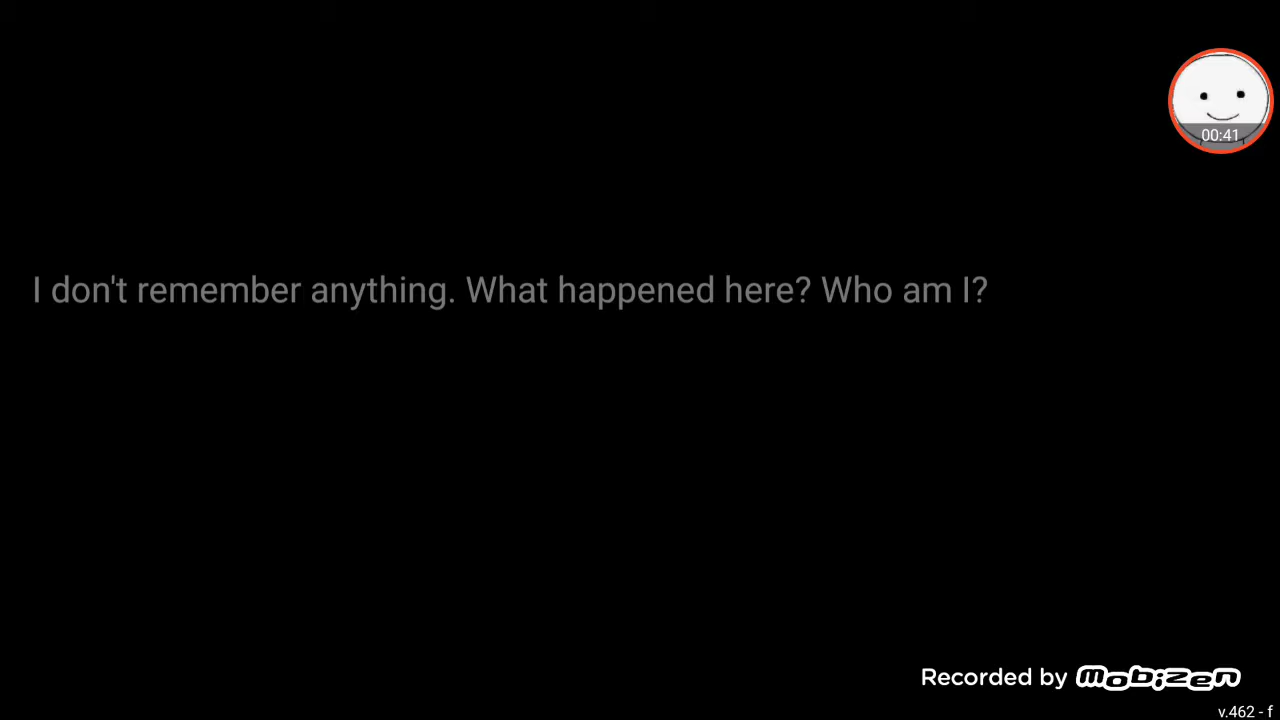 00:41
I don't remember anything. What happened here? Who am I?
Recorded by mobizen
v.462 - f